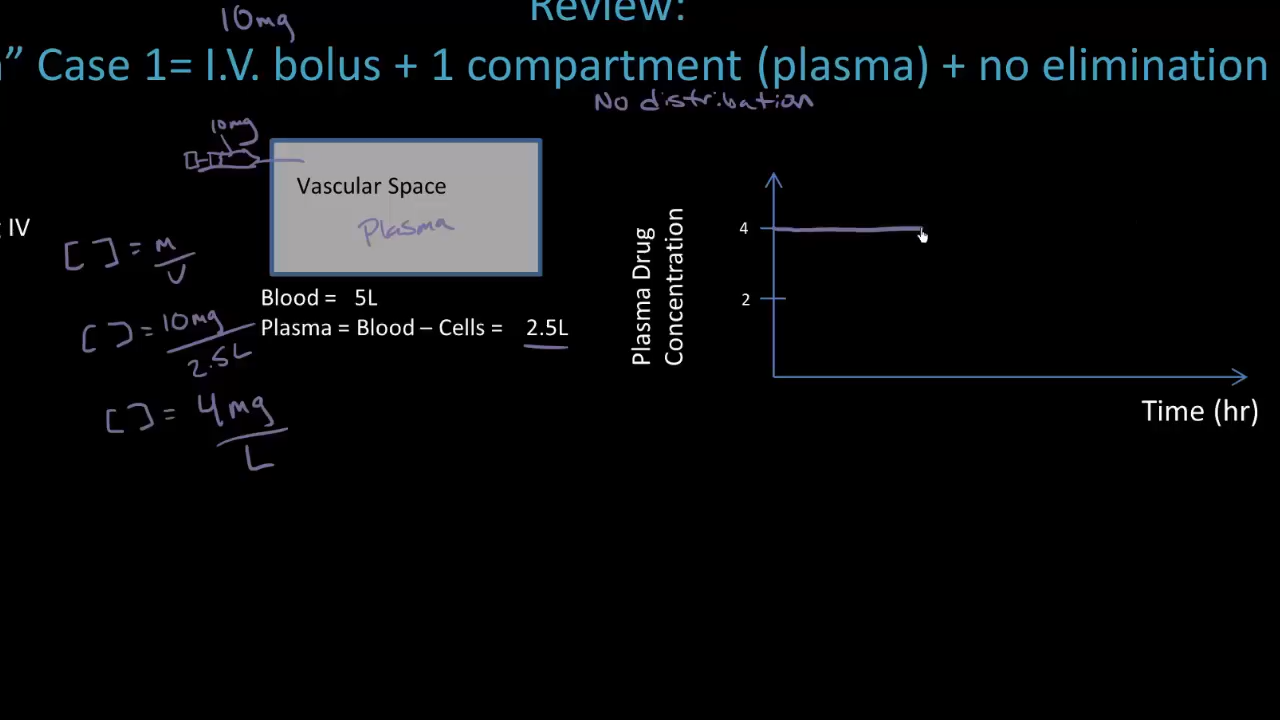 10mg
Review:
” Case 1= I.V. bolus + 1 compartment (plasma) + no elimination
No distribution
10mg
Vascular Space
Plasma
IV
[ ] = m/V
Blood = 5L
Plasma = Blood – Cells = 2.5L
[ ] = 10mg/2.5L
[ ] = 4mg/L
Plasma Drug
Concentration
4
2
Time (hr)